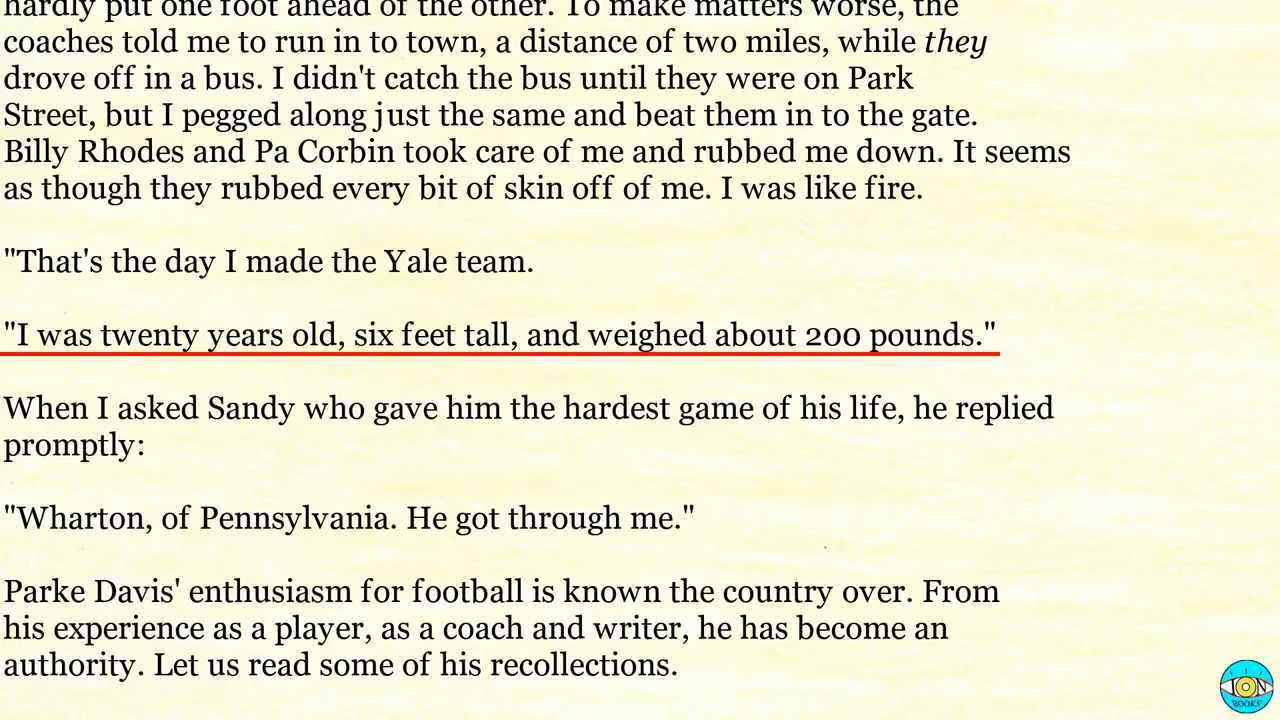 hardly put one foot ahead of the other. To make matters worse, the
coaches told me to run in to town, a distance of two miles, while they
drove off in a bus. I didn't catch the bus until they were on Park
Street, but I pegged along just the same and beat them in to the gate.
Billy Rhodes and Pa Corbin took care of me and rubbed me down. It seems
as though they rubbed every bit of skin off of me. I was like fire.
"That's the day I made the Yale team.
"I was twenty years old, six feet tall, and weighed about 200 pounds."
When I asked Sandy who gave him the hardest game of his life, he replied
promptly:
"Wharton, of Pennsylvania. He got through me."
Parke Davis' enthusiasm for football is known the country over. From
his experience as a player, as a coach and writer, he has become an
authority. Let us read some of his recollections.
ION
BOOKS